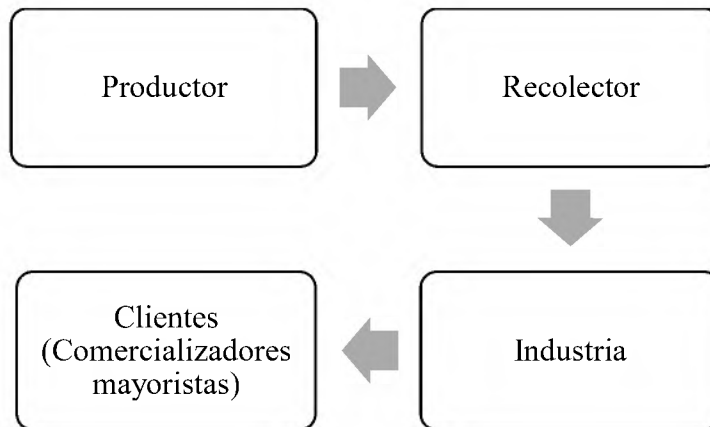 Productor
Recolector
Industria
Clientes
(Comercializadores
mayoristas)